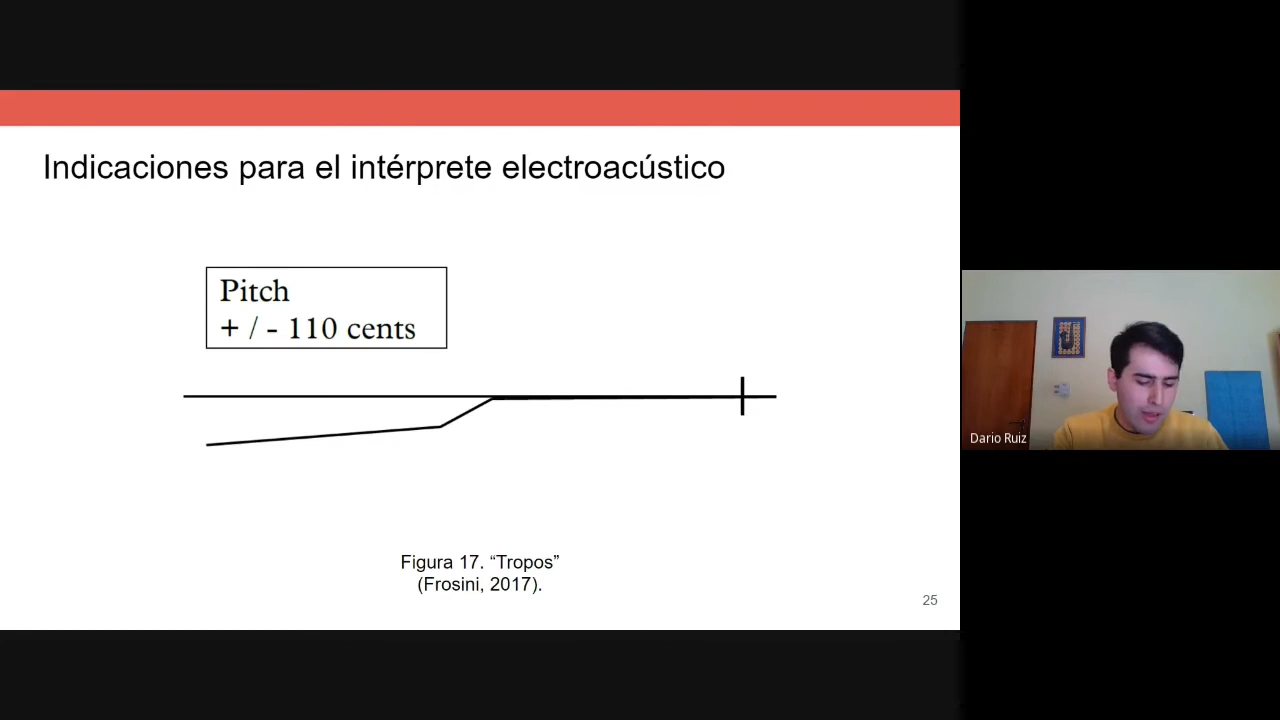 Indicaciones para el intérprete electroacústico
Pitch
+ / - 110 cents
Figura 17. “Tropos”
(Frosini, 2017).
25
Dario Ruiz